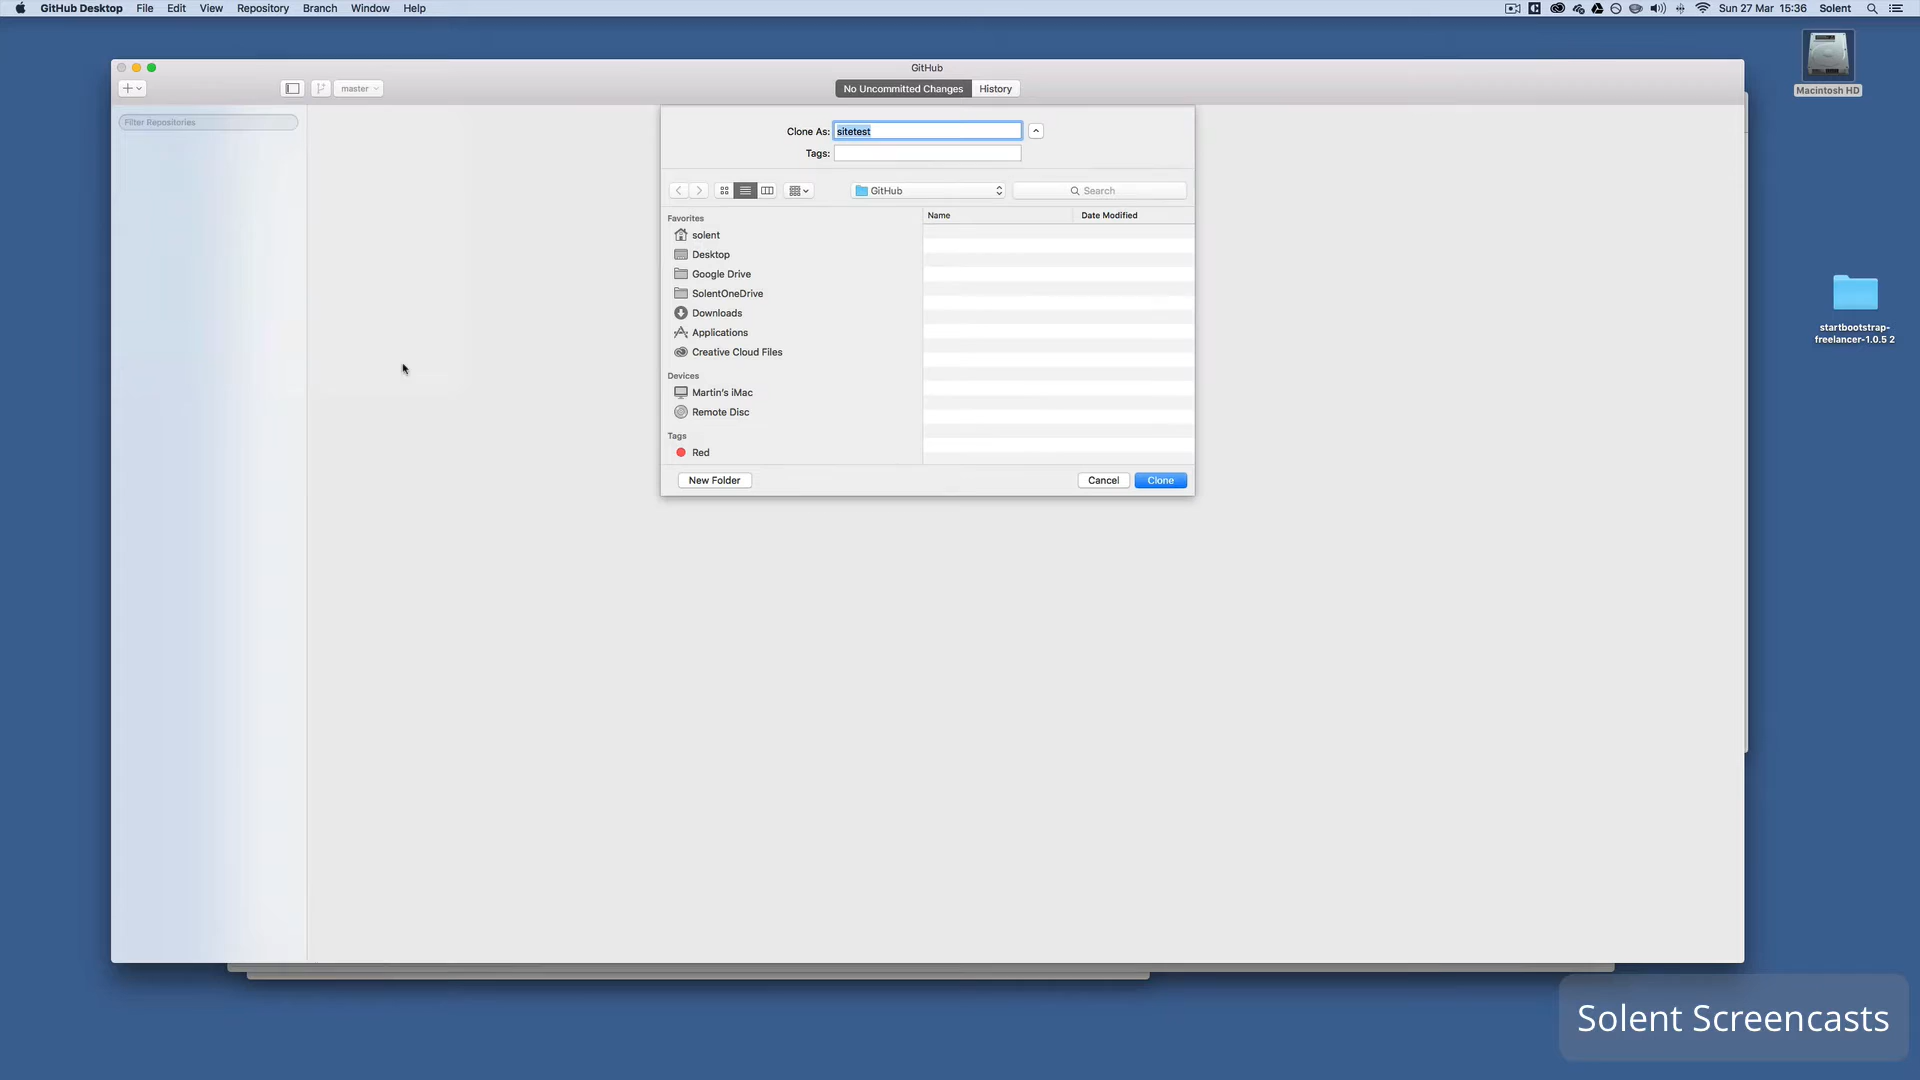 GitHub Desktop File Edit View Repository Branch Window Help
Sun 27 Mar 15:36 Solent
Macintosh HD
startbootstrap-
freelancer-1.0.5 2
GitHub
master
No Uncommitted Changes History
Filter Repositories
Clone As: sitetest
Tags:
GitHub
Search
Favorites
solent
Desktop
Google Drive
SolentOneDrive
Downloads
Applications
Creative Cloud Files
Devices
Martin's iMac
Remote Disc
Tags
Red
Name Date Modified
New Folder Cancel Clone
Solent Screencasts